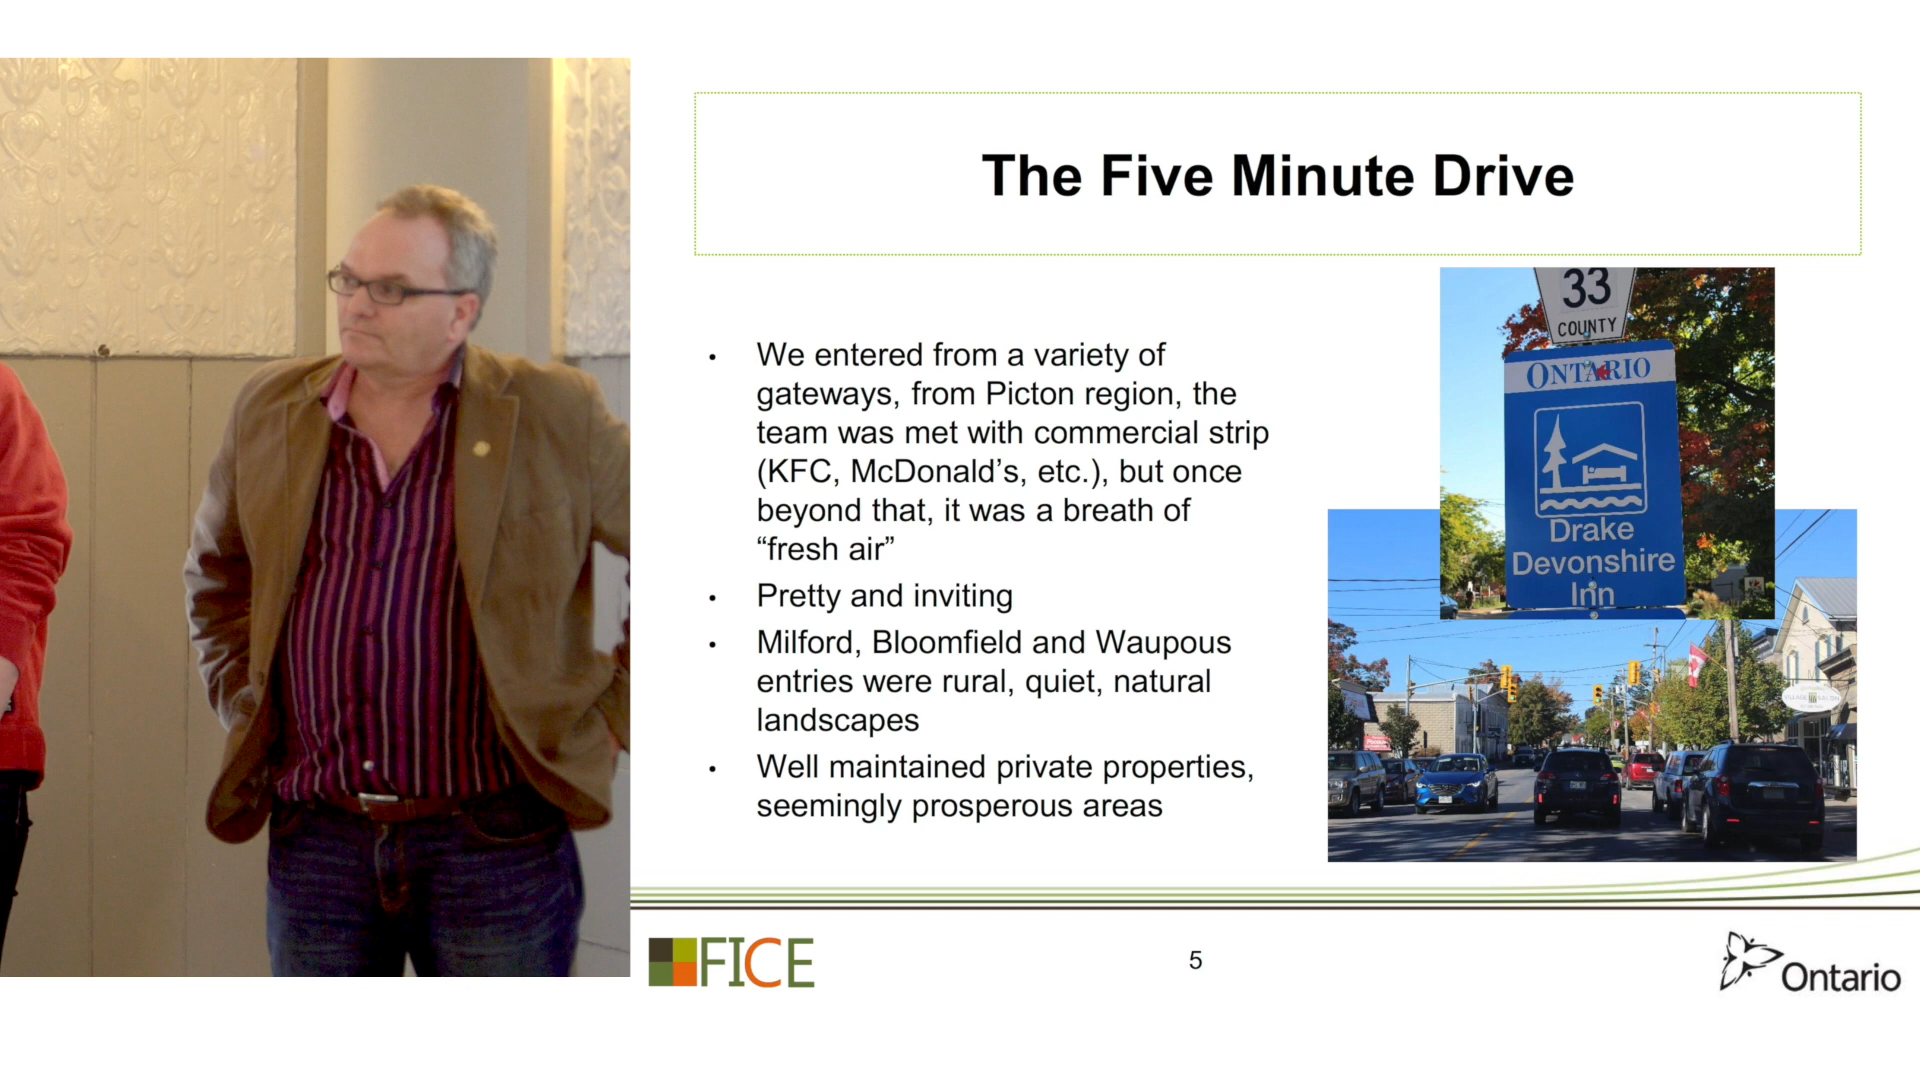 The Five Minute Drive
• We entered from a variety of
gateways, from Picton region, the
team was met with commercial strip
(KFC, McDonald’s, etc.), but once
beyond that, it was a breath of
“fresh air”
• Pretty and inviting
• Milford, Bloomfield and Waupous
entries were rural, quiet, natural
landscapes
• Well maintained private properties,
seemingly prosperous areas
33
COUNTY
ONTARIO
Drake
Devonshire
Inn
FICE
5
Ontario